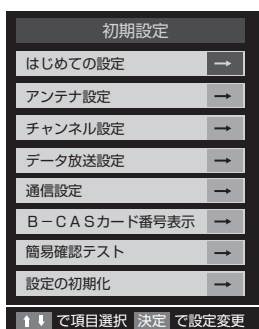 初期設定
はじめての設定 →
アンテナ設定 →
チャンネル設定 →
データ放送設定 →
通信設定 →
B－CASカード番号表示 →
簡易確認テスト →
設定の初期化 →
⬆⬇ で項目選択 決定 で設定変更